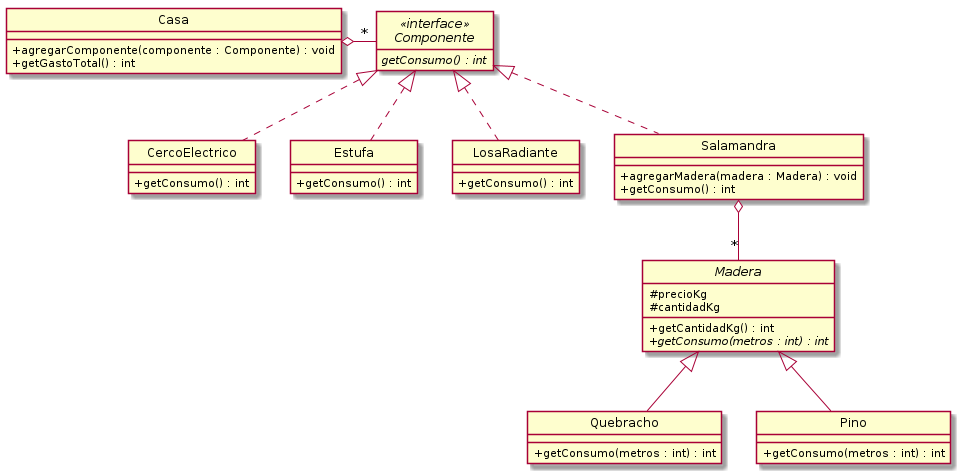 Casa
+agregarComponente(componente : Componente) : void
+getGastoTotal() : int
*
«interface»
Componente
getConsumo() : int
CercoElectrico
+getConsumo() : int
Estufa
+getConsumo() : int
LosaRadiante
+getConsumo() : int
Salamandra
+agregarMadera(madera : Madera) : void
+getConsumo() : int
*
Madera
#precioKg
#cantidadKg
+getCantidadKg() : int
+getConsumo(metros : int) : int
Quebracho
+getConsumo(metros : int) : int
Pino
+getConsumo(metros : int) : int